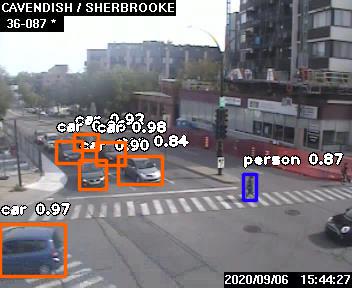 CAVENDISH / SHERBROOKE
36-087 *
car 0.93
car 0.98
car 0.90
0.84
person 0.87
car 0.97
2020/09/06 15:44:27